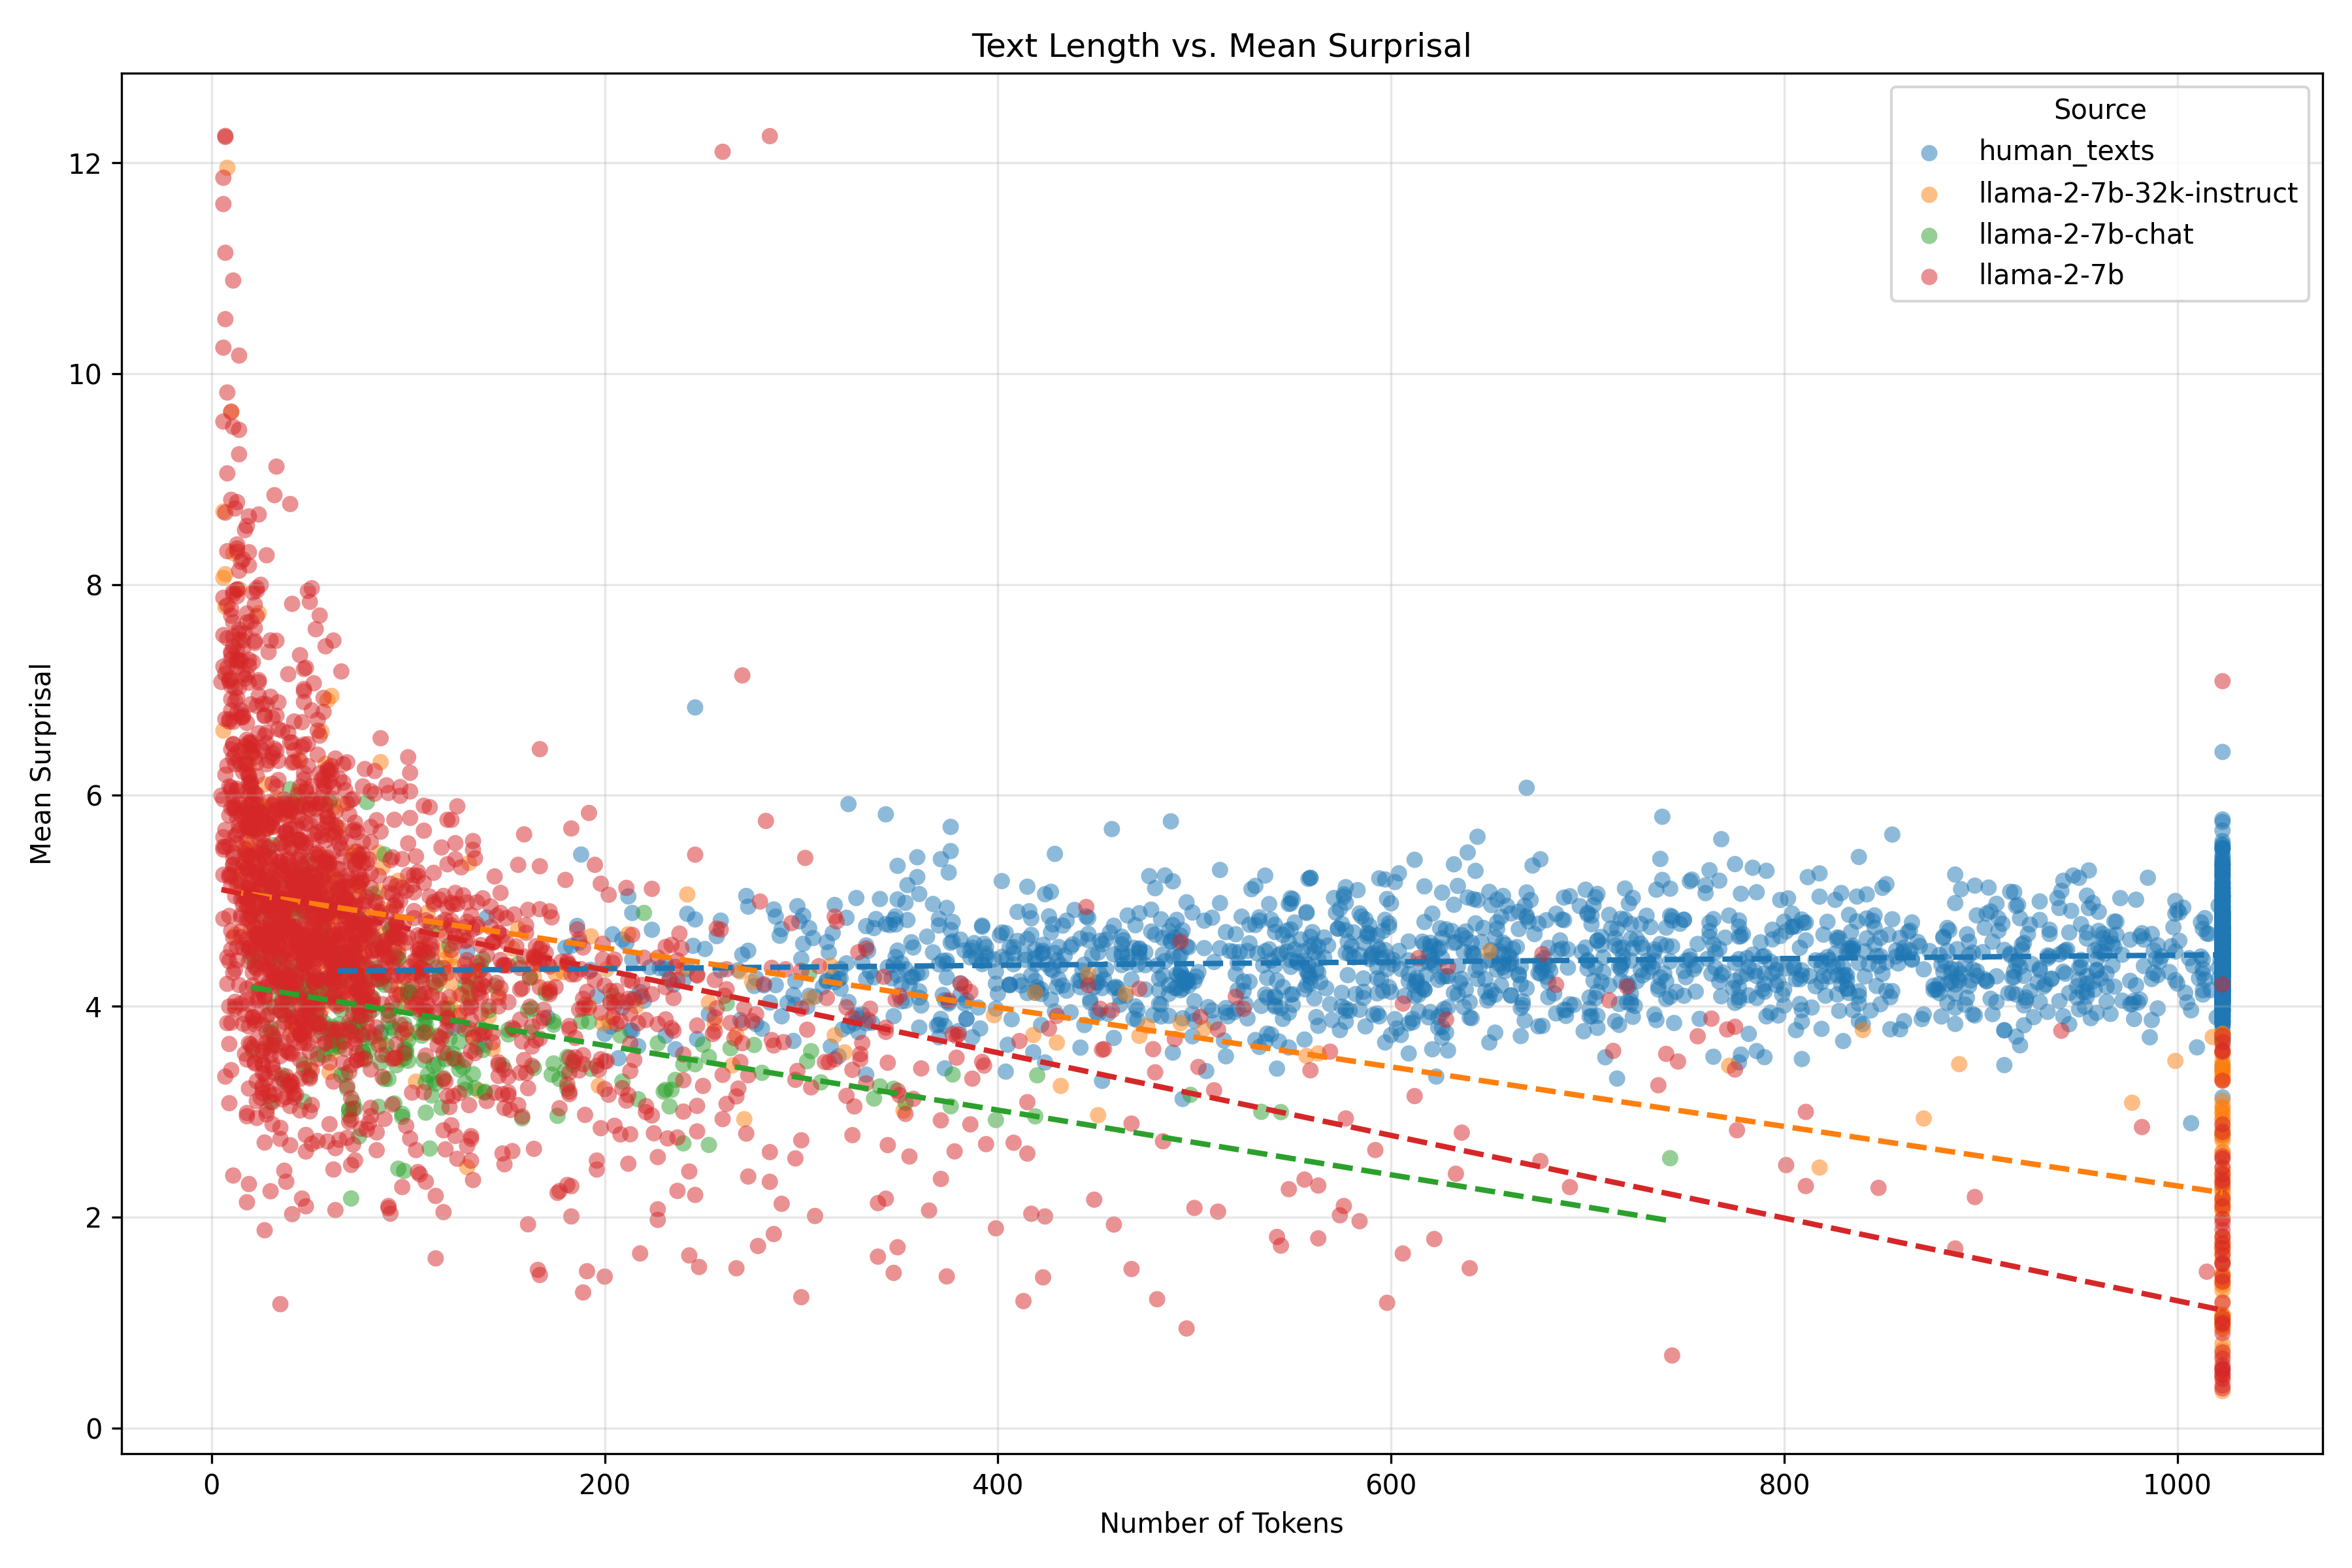 Text Length vs. Mean Surprisal
Source
human_texts
llama-2-7b-32k-instruct
llama-2-7b-chat
llama-2-7b
Mean Surprisal
12
10
8
6
4
2
0
0 200 400 600 800 1000
Number of Tokens